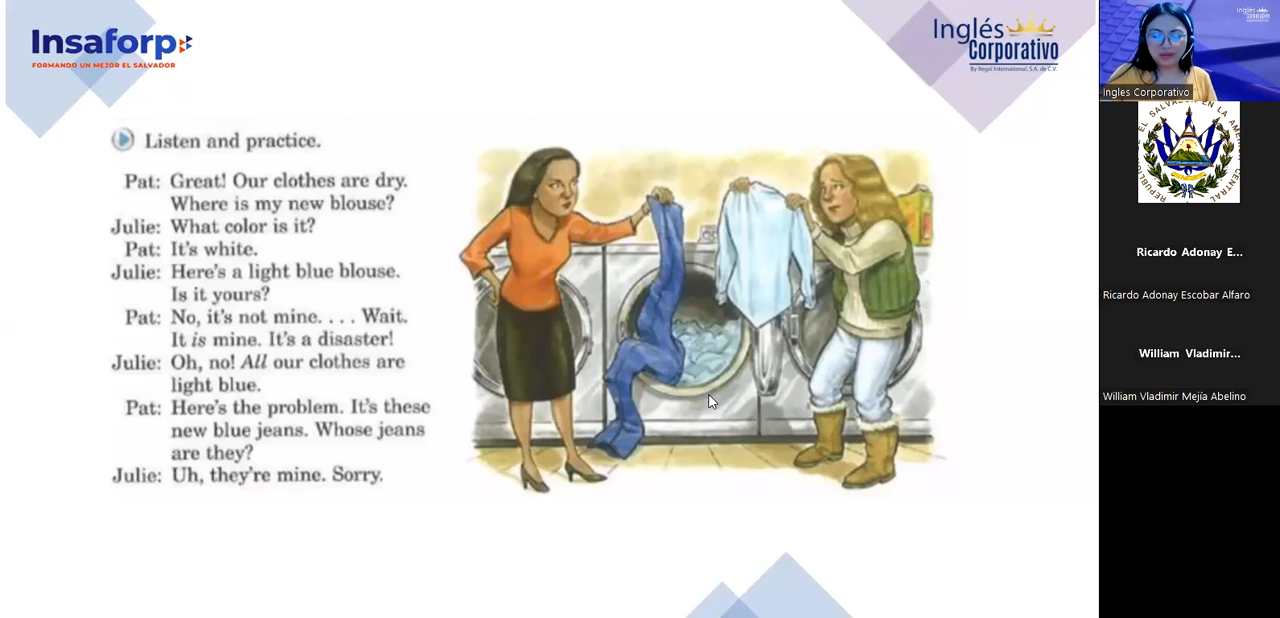 Insaforp
FORMANDO UN MEJOR EL SALVADOR
Inglés
Corporativo
By Regal International, S.A. de C.V.
Listen and practice.
Pat: Great! Our clothes are dry.
Where is my new blouse?
Julie: What color is it?
Pat: It's white.
Julie: Here's a light blue blouse.
Is it yours?
Pat: No, it's not mine. . . . Wait.
It is mine. It's a disaster!
Julie: Oh, no! All our clothes are
light blue.
Pat: Here's the problem. It's these
new blue jeans. Whose jeans
are they?
Julie: Uh, they're mine. Sorry.
Ingles Corporativo
Ricardo Adonay E...
Ricardo Adonay Escobar Alfaro
William Vladimir...
William Vladimir Mejía Abelino